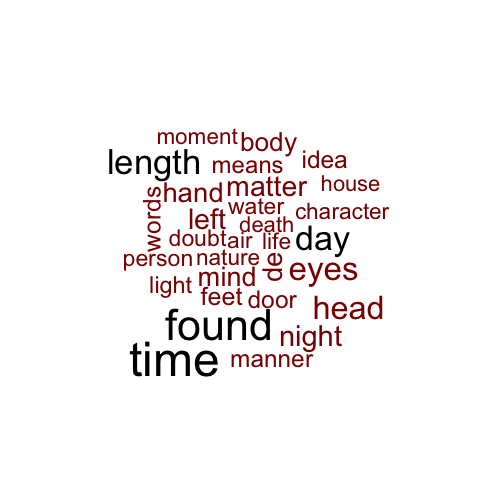 moment body
length means idea
words hand matter house
left water character
doubt air death life day
person nature de eyes
light mind
feet door head
found night
time manner